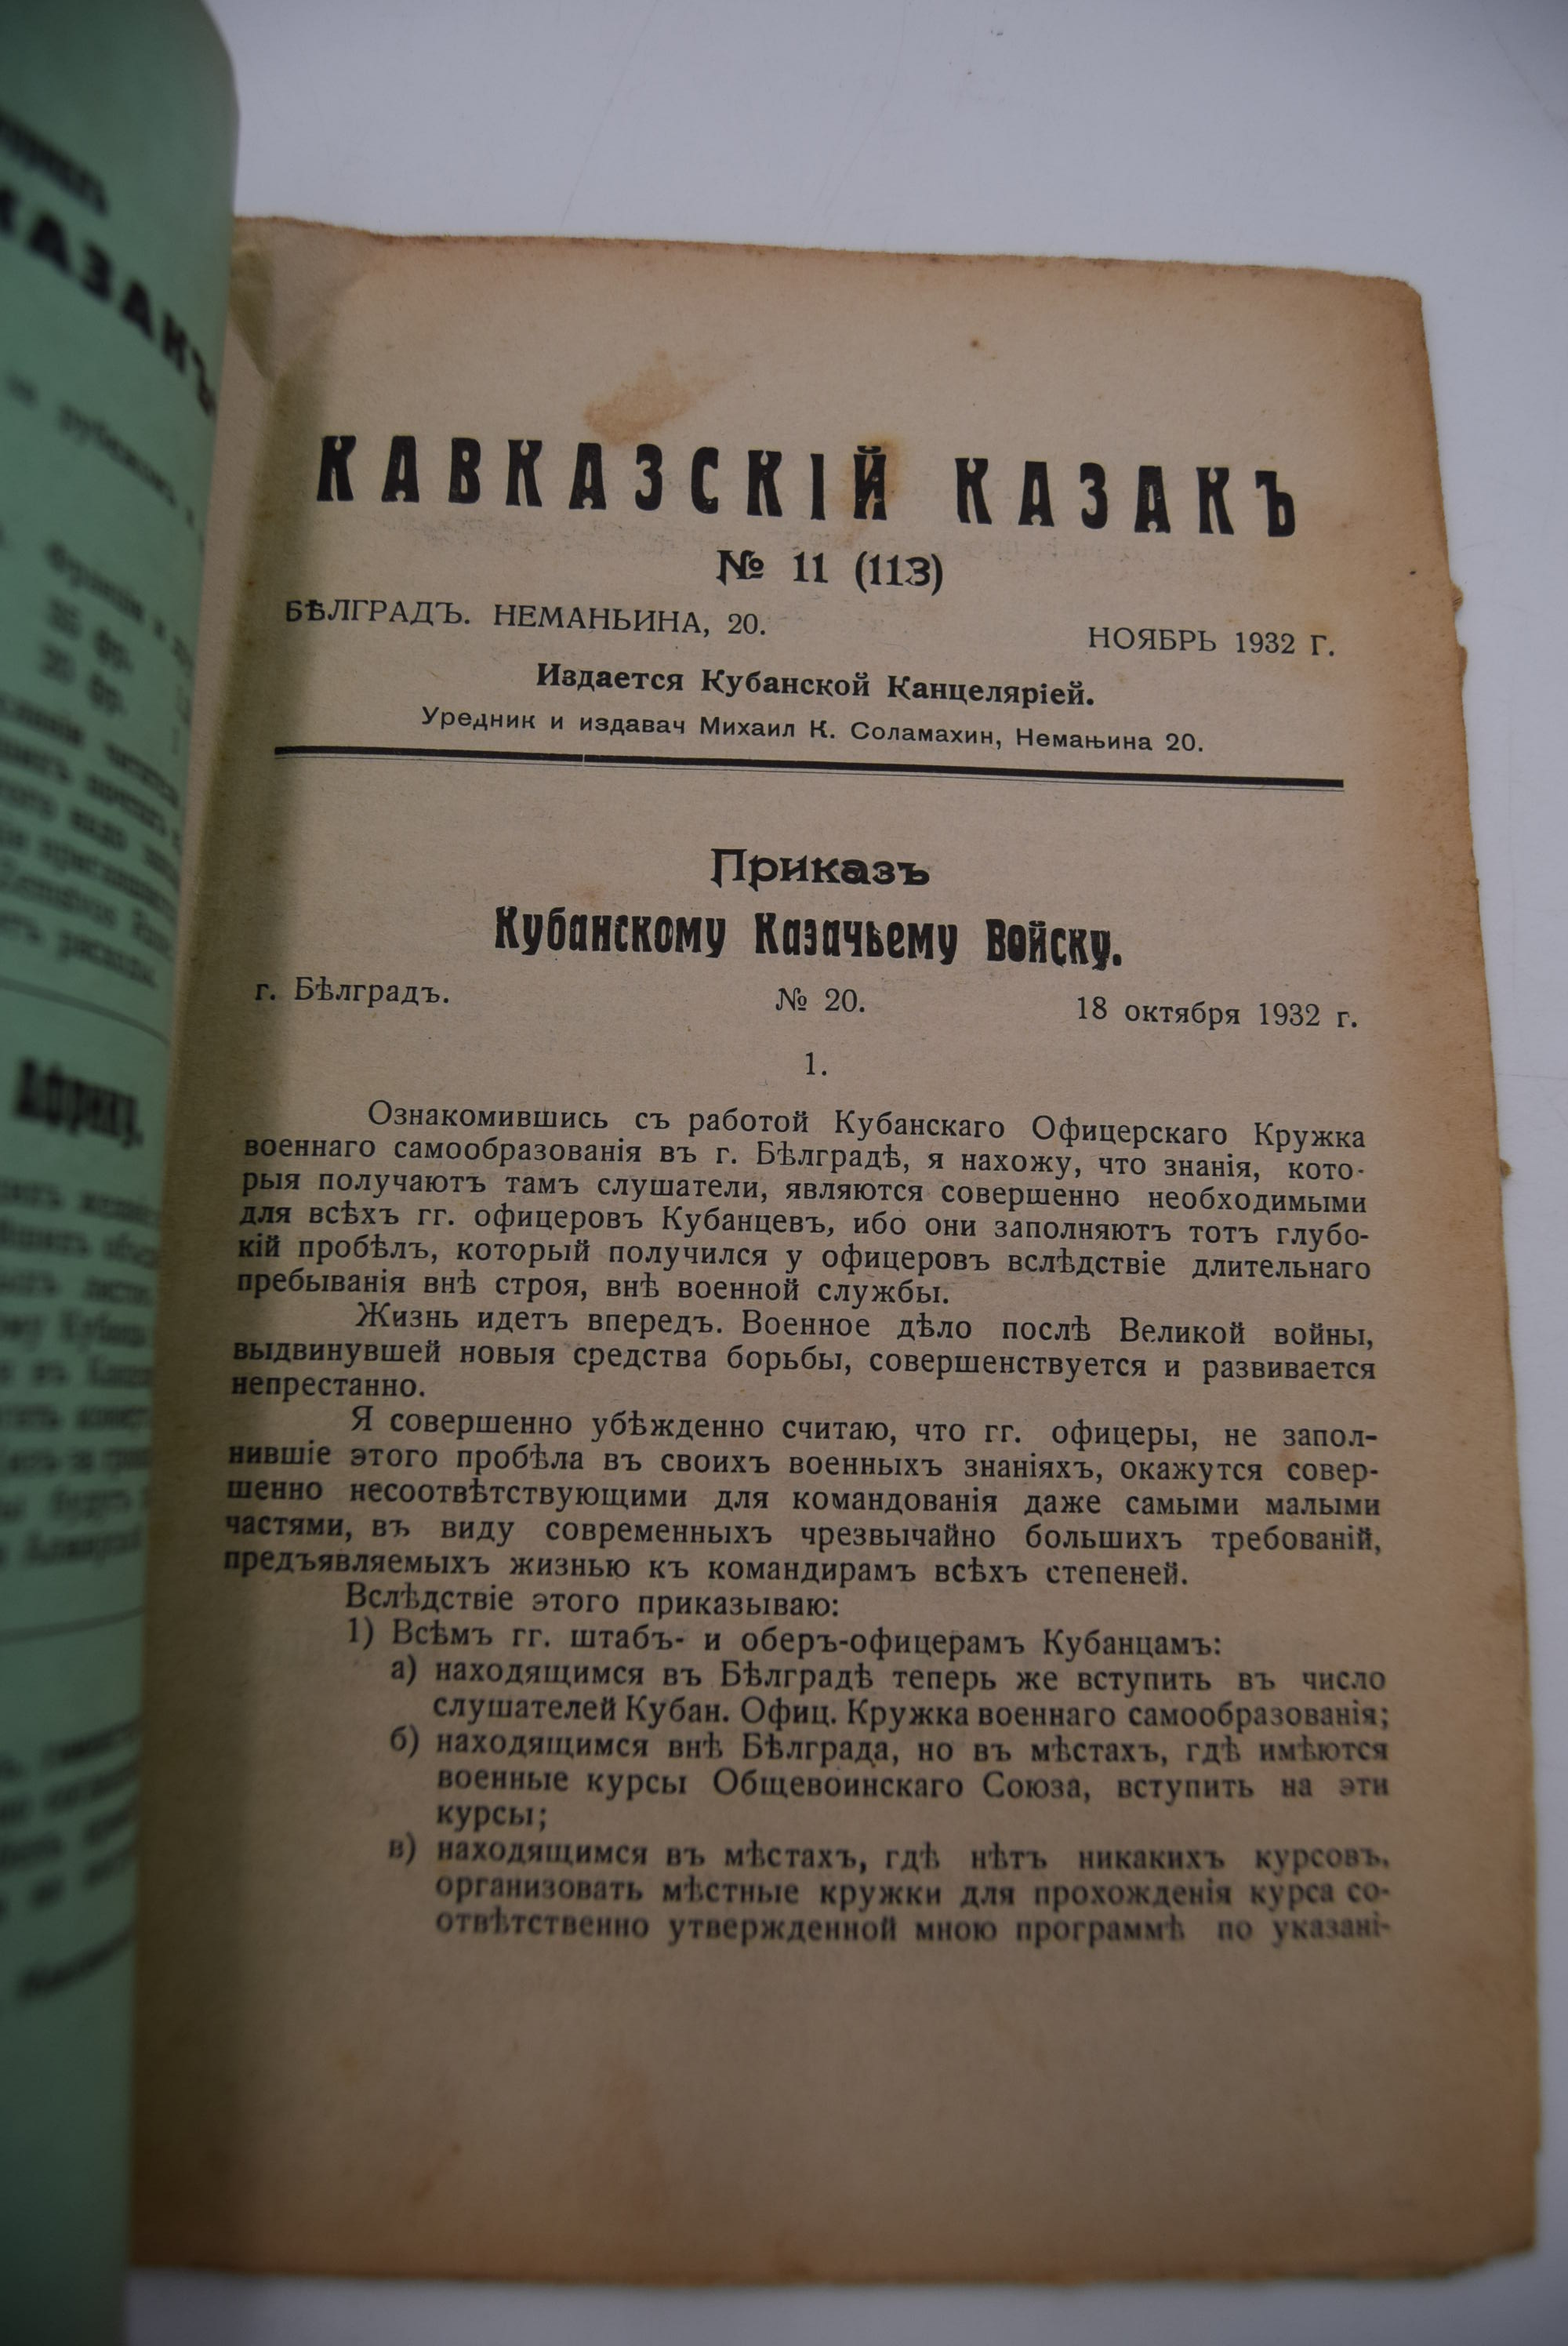 КАЗАКЪ
Африку.
КАВКАЗСКІЙ КАЗАКЪ
№ 11 (113)
БѢЛГРАДЪ. НЕМАНЬИНА, 20.
НОЯБРЬ 1932 Г.
Издается Кубанской Канцеляріей.
Уредник и издавач Михаил К. Соламахин, Немањина 20.
Приказъ
Кубанскому Казачьему Войску.
г. Бѣлградъ. № 20. 18 октября 1932 г.
1.
Ознакомившись съ работой Кубанскаго Офицерскаго Кружка
военнаго самообразованія въ г. Бѣлградѣ, я нахожу, что знанія, кото-
рыя получаютъ тамъ слушатели, являются совершенно необходимыми
для всѣхъ гг. офицеровъ Кубанцевъ, ибо они заполняютъ тотъ глубо-
кій пробѣлъ, который получился у офицеровъ вслѣдствіе длительнаго
пребыванія внѣ строя, внѣ военной службы.
Жизнь идетъ впередъ. Военное дѣло послѣ Великой войны,
выдвинувшей новыя средства борьбы, совершенствуется и развивается
непрестанно.
Я совершенно убѣжденно считаю, что гг. офицеры, не запол-
нившіе этого пробѣла въ своихъ военныхъ знаніяхъ, окажутся совер-
шенно несоотвѣтствующими для командованія даже самыми малыми
частями, въ виду современныхъ чрезвычайно большихъ требованій,
предъявляемыхъ жизнью къ командирамъ всѣхъ степеней.
Вслѣдствіе этого приказываю:
1) Всѣмъ гг. штабъ- и оберъ-офицерамъ Кубанцамъ:
а) находящимся въ Бѣлградѣ теперь же вступить въ число
слушателей Кубан. Офиц. Кружка военнаго самообразованія;
б) находящимся внѣ Бѣлграда, но въ мѣстахъ, гдѣ имѣются
военные курсы Общевоинскаго Союза, вступить на эти
курсы;
в) находящимся въ мѣстахъ, гдѣ нѣтъ никакихъ курсовъ,
организовать мѣстные кружки для прохожденія курса со-
отвѣтственно утвержденной мною программѣ по указані-